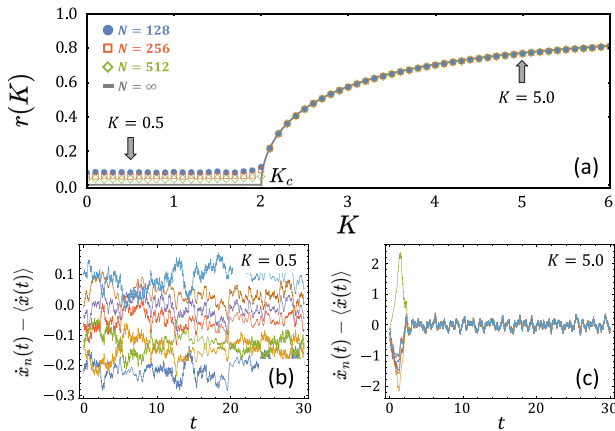 1.0
0.8
0.6
0.4
0.2
0.0
r(K)
N = 128
N = 256
N = 512
N = ∞
K = 0.5
K = 5.0
K_c
(a)
0 1 2 3 4 5 6
K
0.1
0.0
−0.1
−0.2
−0.3
ẋ_n(t) − ⟨ẋ(t)⟩
K = 0.5
(b)
0 10 20 30
t
2
1
0
−1
−2
ẋ_n(t) − ⟨ẋ(t)⟩
K = 5.0
(c)
0 10 20 30
t